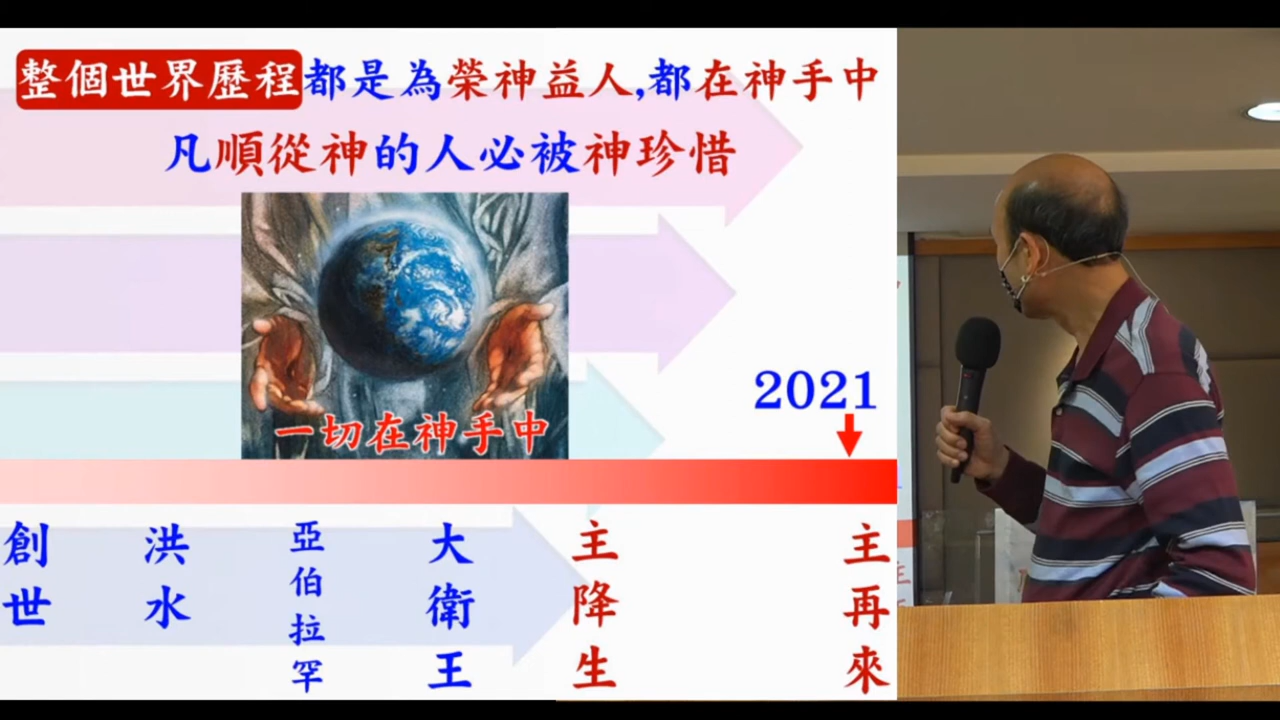 整個世界歷程都是為榮神益人,都在神手中
凡順從神的人必被神珍惜
一切在神手中
2021
創世
洪水
亞伯拉罕
大衛王
主降生
主再來